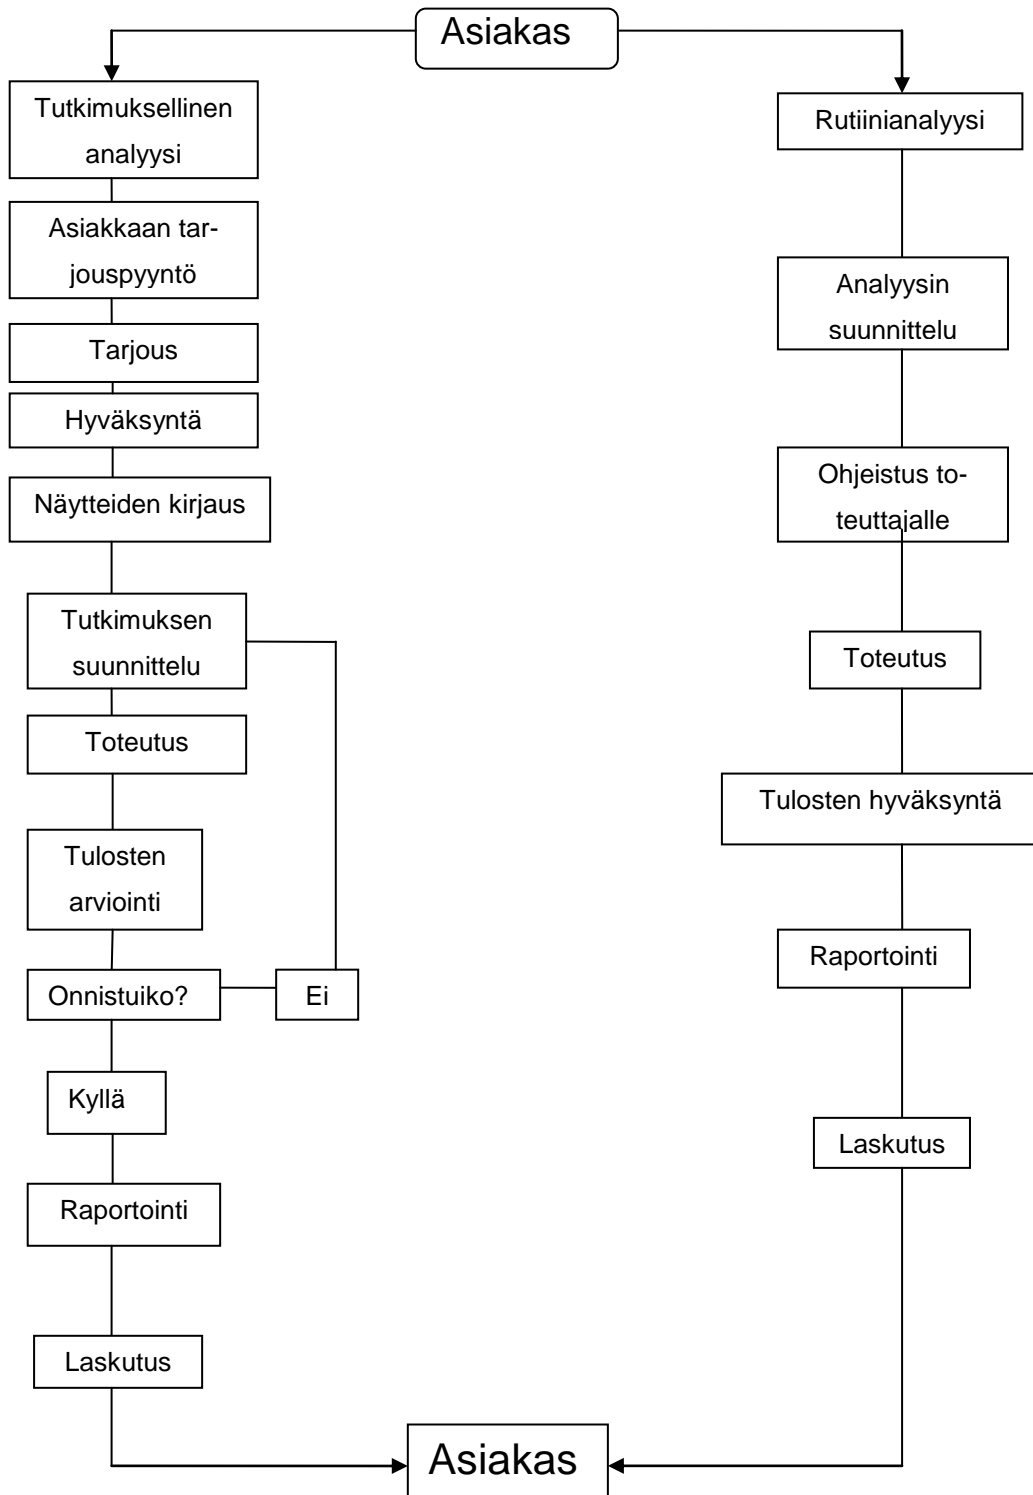 Asiakas
Tutkimuksellinen
analyysi
Asiakkaan tar-
jouspyyntö
Tarjous
Hyväksyntä
Näytteiden kirjaus
Tutkimuksen
suunnittelu
Toteutus
Tulosten
arviointi
Onnistuiko?
Ei
Kyllä
Raportointi
Laskutus
Rutiinianalyysi
Analyysin
suunnittelu
Ohjeistus to-
teuttajalle
Toteutus
Tulosten hyväksyntä
Raportointi
Laskutus
Asiakas